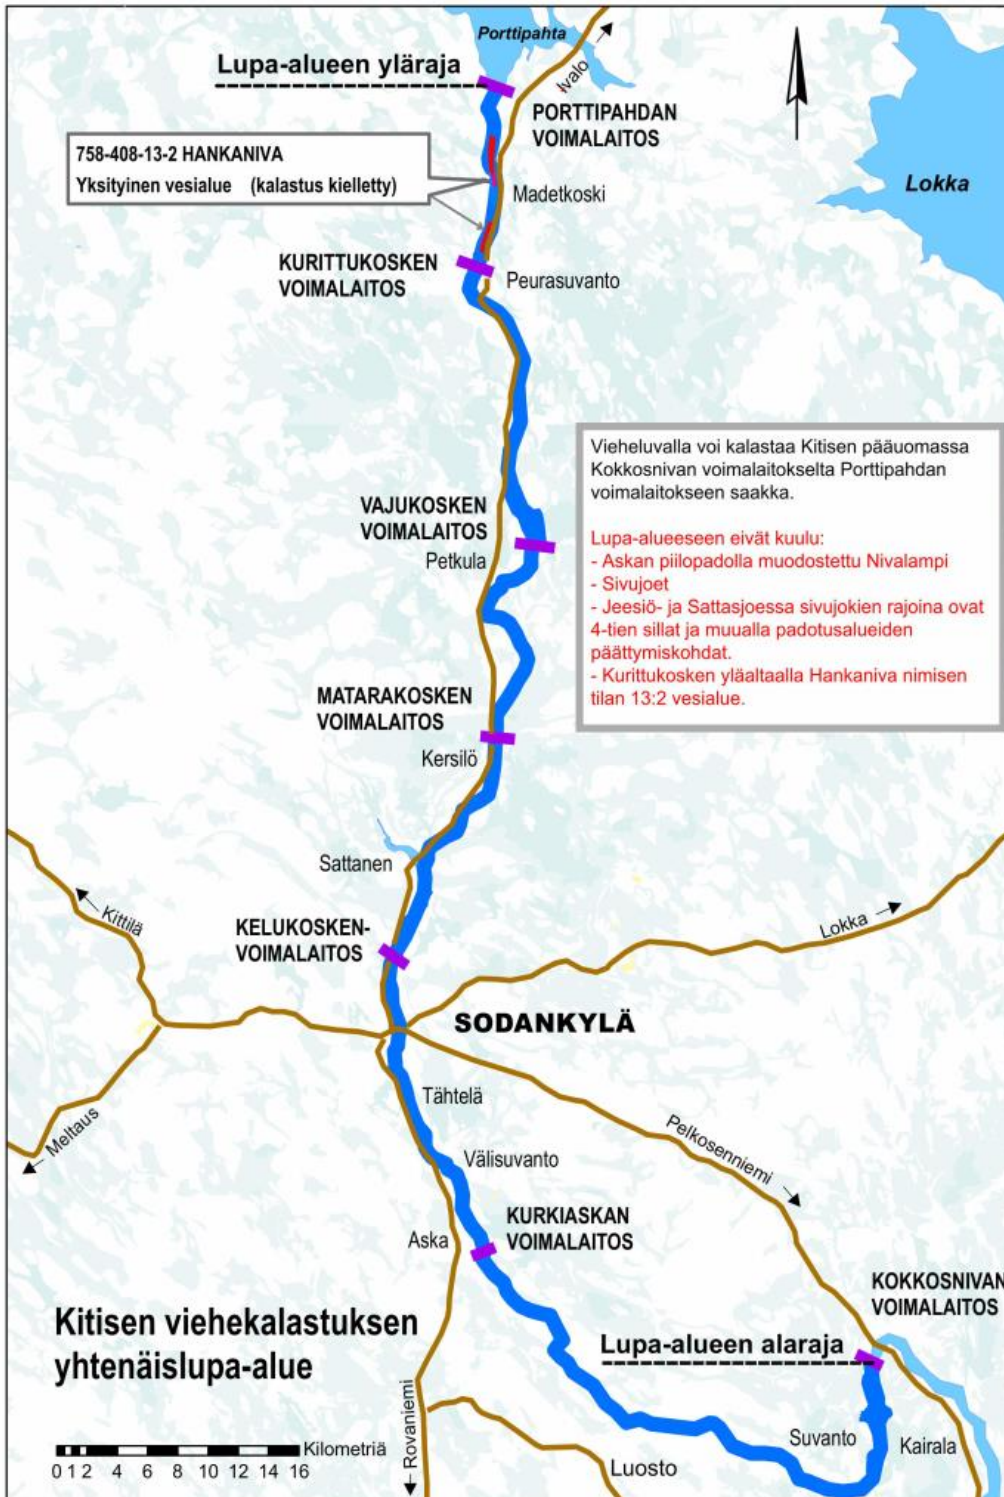 Porttipahta
Lupa-alueen yläraja
Ivalo
PORTTIPAHDAN
VOIMALAITOS
758-408-13-2 HANKANIVA
Yksityinen vesialue (kalastus kielletty)
Lokka
Madetkoski
KURITTUKOSKEN
VOIMALAITOS
Peurasuvanto
Vieheluvalla voi kalastaa Kitisen pääuomassa
Kokkosnivan voimalaitokselta Porttipahdan
voimalaitokseen saakka.
Lupa-alueeseen eivät kuulu:
- Askan piilopadolla muodostettu Nivalampi
- Sivujoet
- Jeesiö- ja Sattasjoessa sivujokien rajoina ovat
4-tien sillat ja muualla padotusalueiden
päättymiskohdat.
- Kurittukosken yläaltaalla Hankaniva nimisen
tilan 13:2 vesialue.
VAJUKOSKEN
VOIMALAITOS
Petkula
MATARAKOSKEN
VOIMALAITOS
Kersilö
Sattanen
Kittilä
Lokka
KELUKOSKEN-
VOIMALAITOS
SODANKYLÄ
Tähtelä
Meltaus
Pelkosenniemi
Välisuvanto
Aska
KURKIASKAN
VOIMALAITOS
KOKKOSNIVAN
VOIMALAITOS
Kitisen viehekalastuksen
yhtenäislupa-alue
Lupa-alueen alaraja
Rovaniemi
Suvanto
Kairala
Luosto
Kilometriä
0 1 2 4 6 8 10 12 14 16